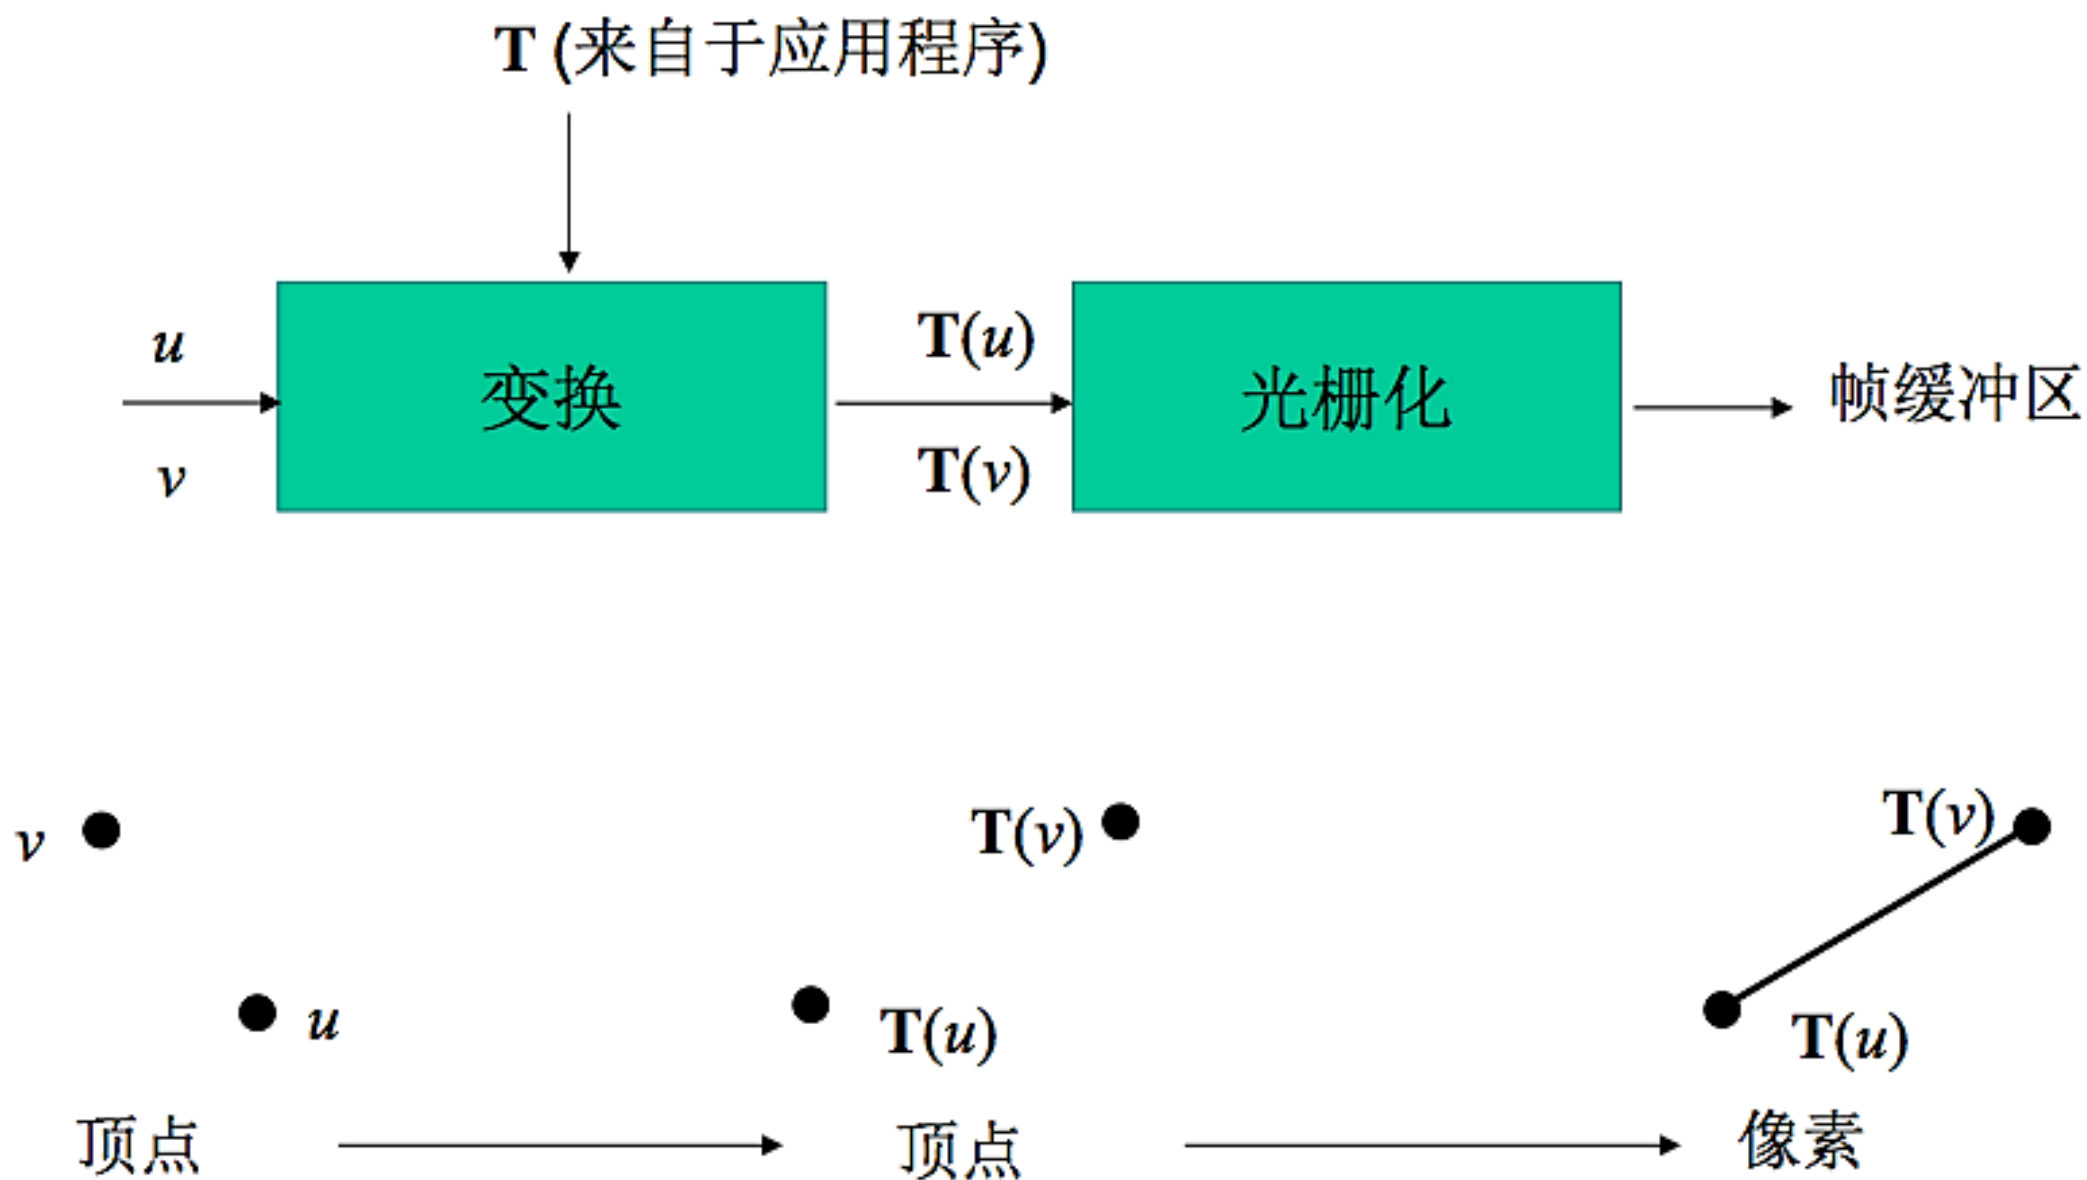 T (来自于应用程序)
u
v
变换
T(u)
T(v)
光栅化
帧缓冲区
v
u
T(v)
T(u)
T(v)
T(u)
顶点
顶点
像素